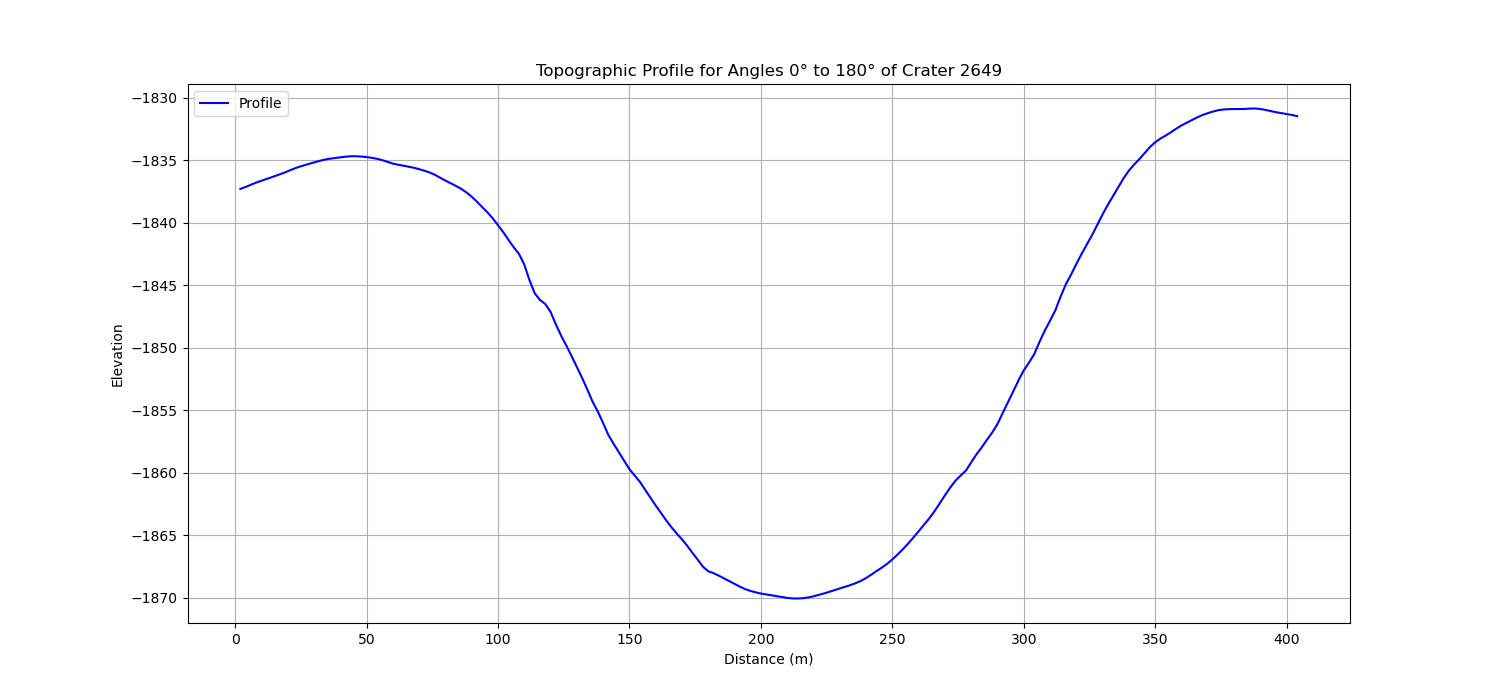 Topographic Profile for Angles 0° to 180° of Crater 2649
Profile
−1830
−1835
−1840
−1845
−1850
−1855
−1860
−1865
−1870
Elevation
0 50 100 150 200 250 300 350 400
Distance (m)